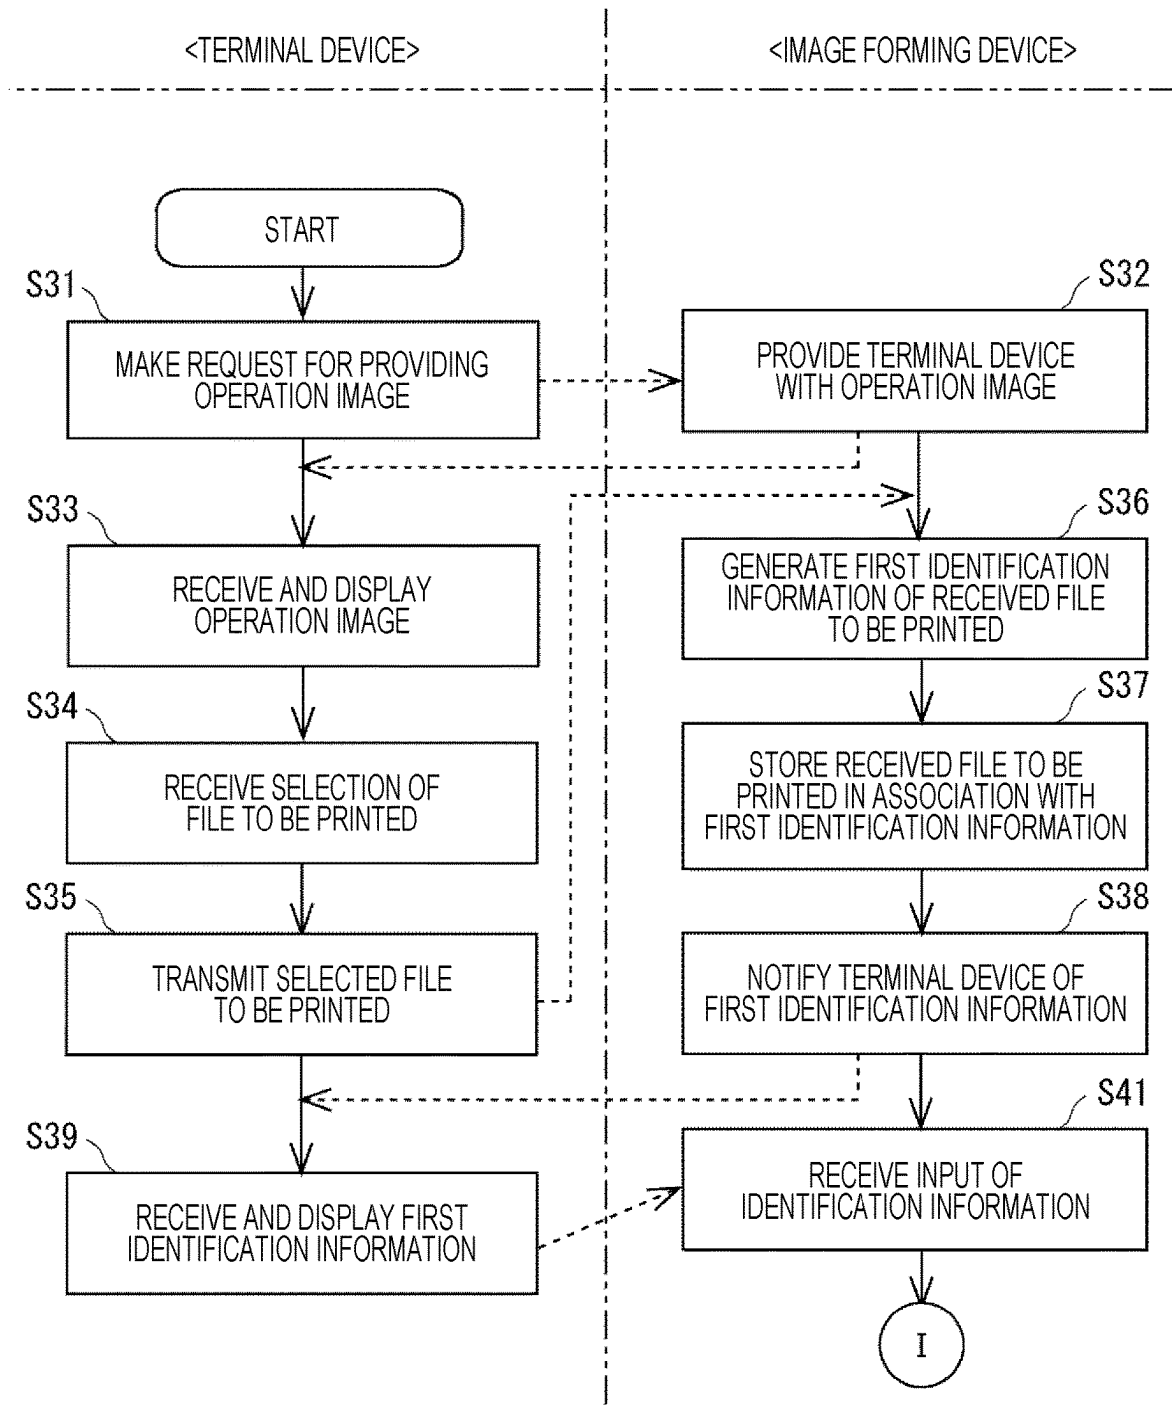 <TERMINAL DEVICE>
<IMAGE FORMING DEVICE>
START
S31
MAKE REQUEST FOR PROVIDING
OPERATION IMAGE
S32
PROVIDE TERMINAL DEVICE
WITH OPERATION IMAGE
S33
RECEIVE AND DISPLAY
OPERATION IMAGE
S34
RECEIVE SELECTION OF
FILE TO BE PRINTED
S35
TRANSMIT SELECTED FILE
TO BE PRINTED
S36
GENERATE FIRST IDENTIFICATION
INFORMATION OF RECEIVED FILE
TO BE PRINTED
S37
STORE RECEIVED FILE TO BE
PRINTED IN ASSOCIATION WITH
FIRST IDENTIFICATION INFORMATION
S38
NOTIFY TERMINAL DEVICE OF
FIRST IDENTIFICATION INFORMATION
S39
RECEIVE AND DISPLAY FIRST
IDENTIFICATION INFORMATION
S41
RECEIVE INPUT OF
IDENTIFICATION INFORMATION
I